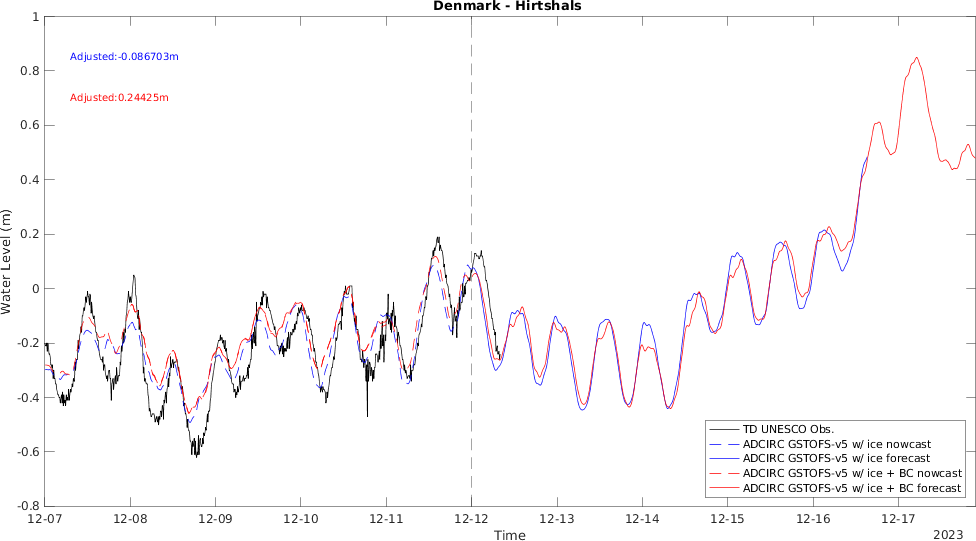 Denmark - Hirtshals
1
0.8
0.6
0.4
0.2
0
-0.2
-0.4
-0.6
-0.8
Water Level (m)
Adjusted:-0.086703m
Adjusted:0.24425m
TD UNESCO Obs.
ADCIRC GSTOFS-v5 w/ ice nowcast
ADCIRC GSTOFS-v5 w/ ice forecast
ADCIRC GSTOFS-v5 w/ ice + BC nowcast
ADCIRC GSTOFS-v5 w/ ice + BC forecast
12-07 12-08 12-09 12-10 12-11 12-12 12-13 12-14 12-15 12-16 12-17
Time
2023